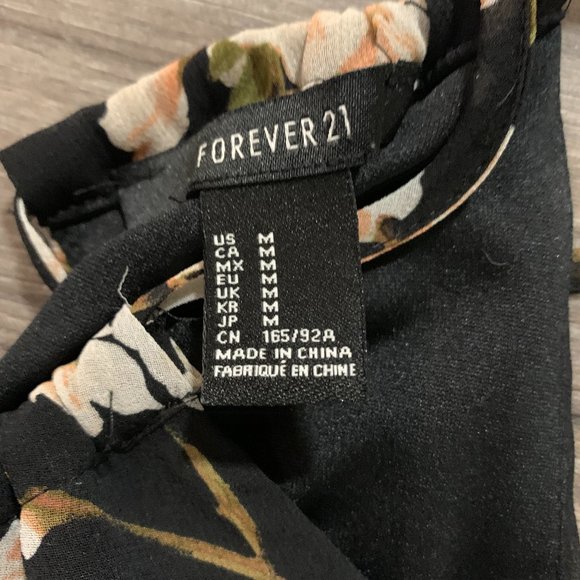 FOREVER 21
US M
CA M
MX M
EU M
UK M
KR M
JP M
CN 165/92A
MADE IN CHINA
FABRIQUÉ EN CHINE